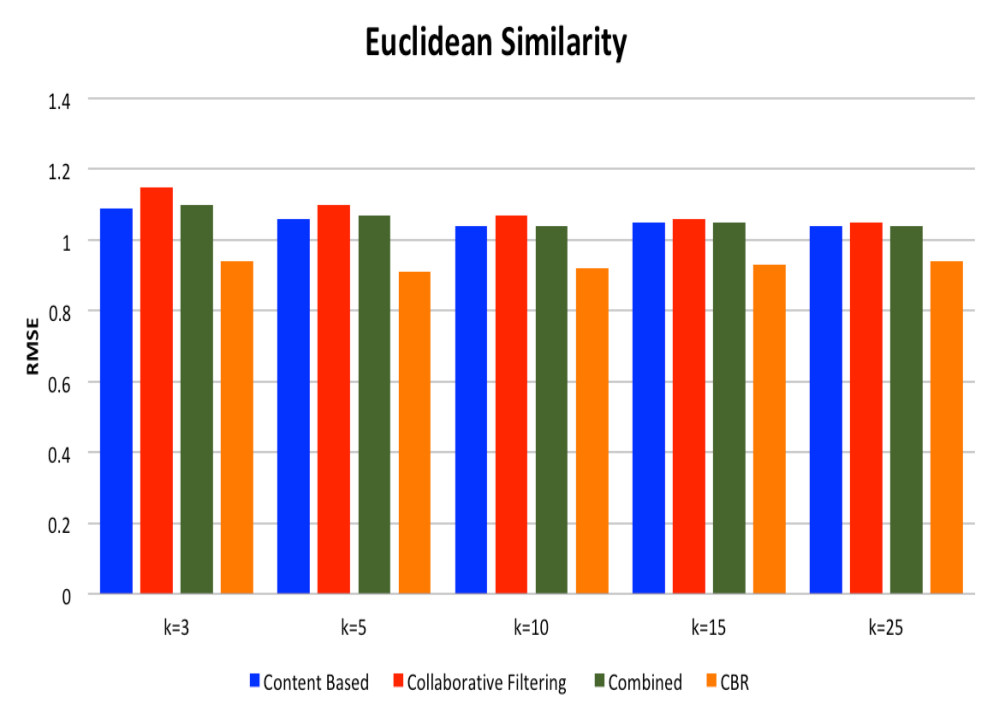 Euclidean Similarity
1.4
1.2
1
0.8
0.6
0.4
0.2
0
RMSE
k=3 k=5 k=10 k=15 k=25
Content Based Collaborative Filtering Combined CBR